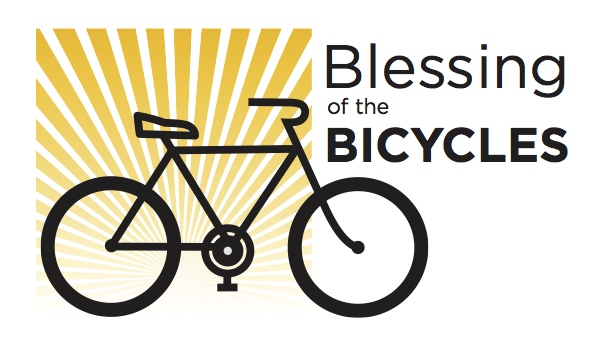 Blessing
of the
BICYCLES